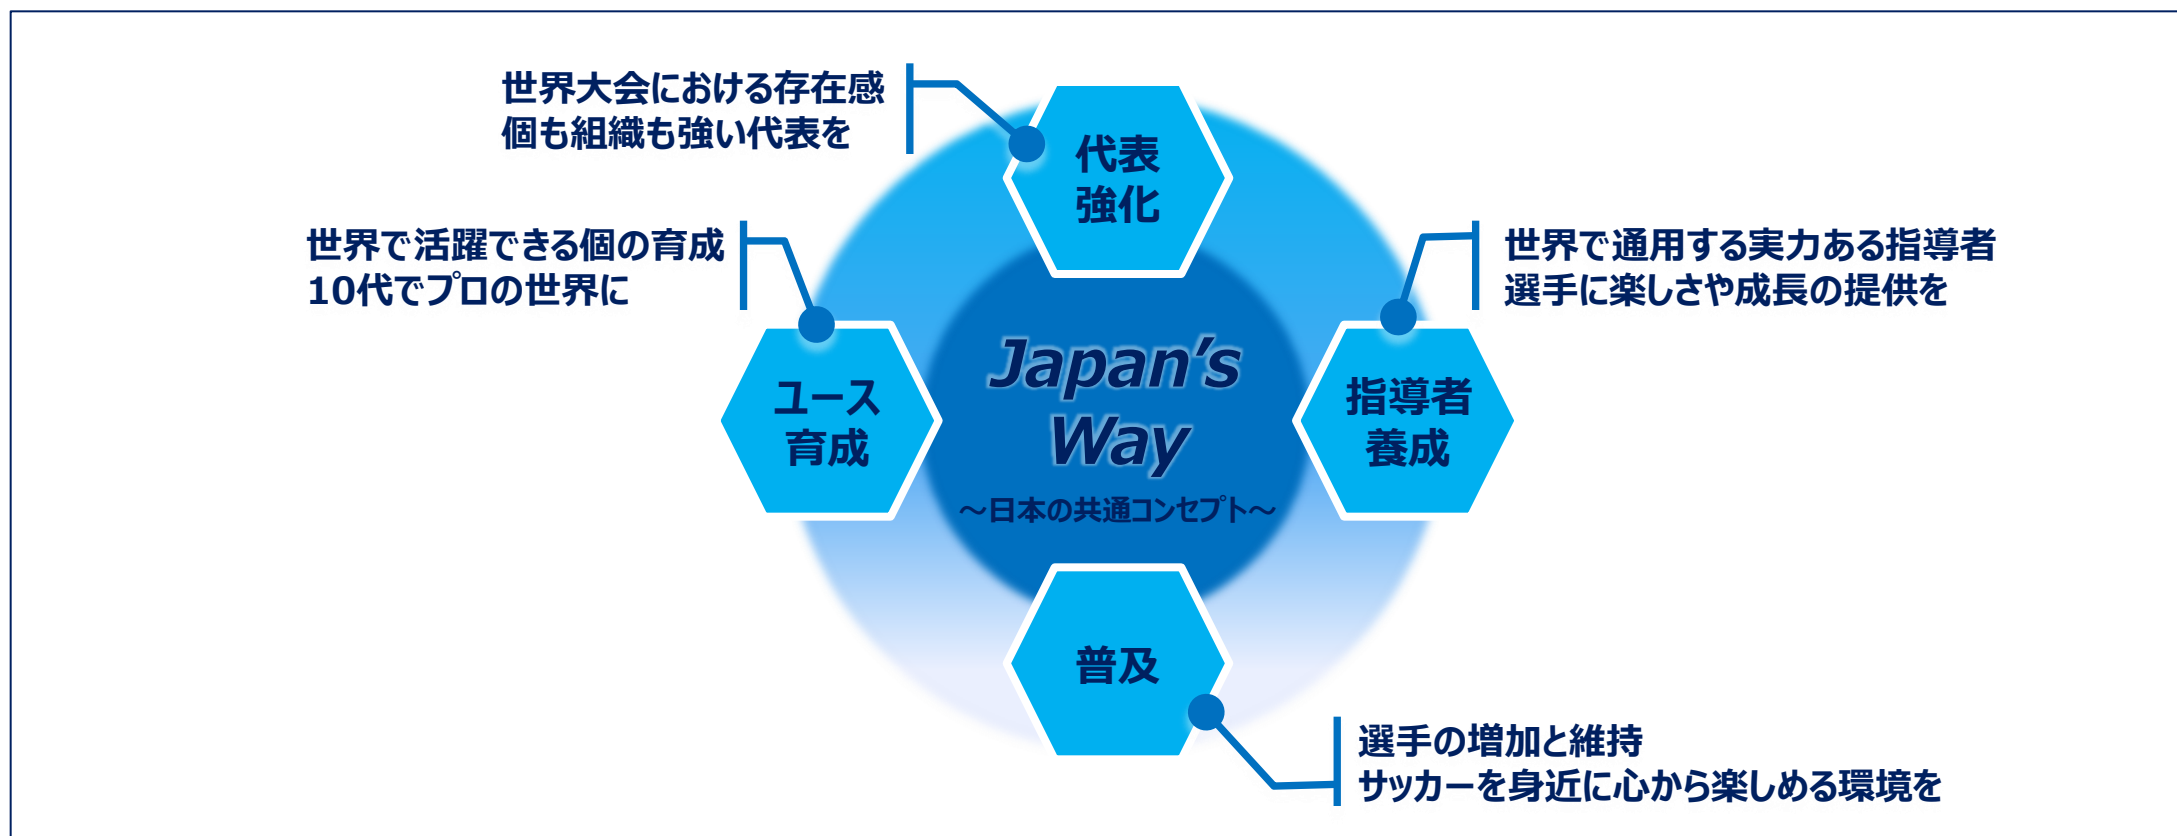 世界大会における存在感
個も組織も強い代表を
代表
強化
世界で活躍できる個の育成
10代でプロの世界に
世界で通用する実力ある指導者
選手に楽しさや成長の提供を
ユース
育成
Japan's
Way
～日本の共通コンセプト～
指導者
養成
普及
選手の増加と維持
サッカーを身近に心から楽しめる環境を